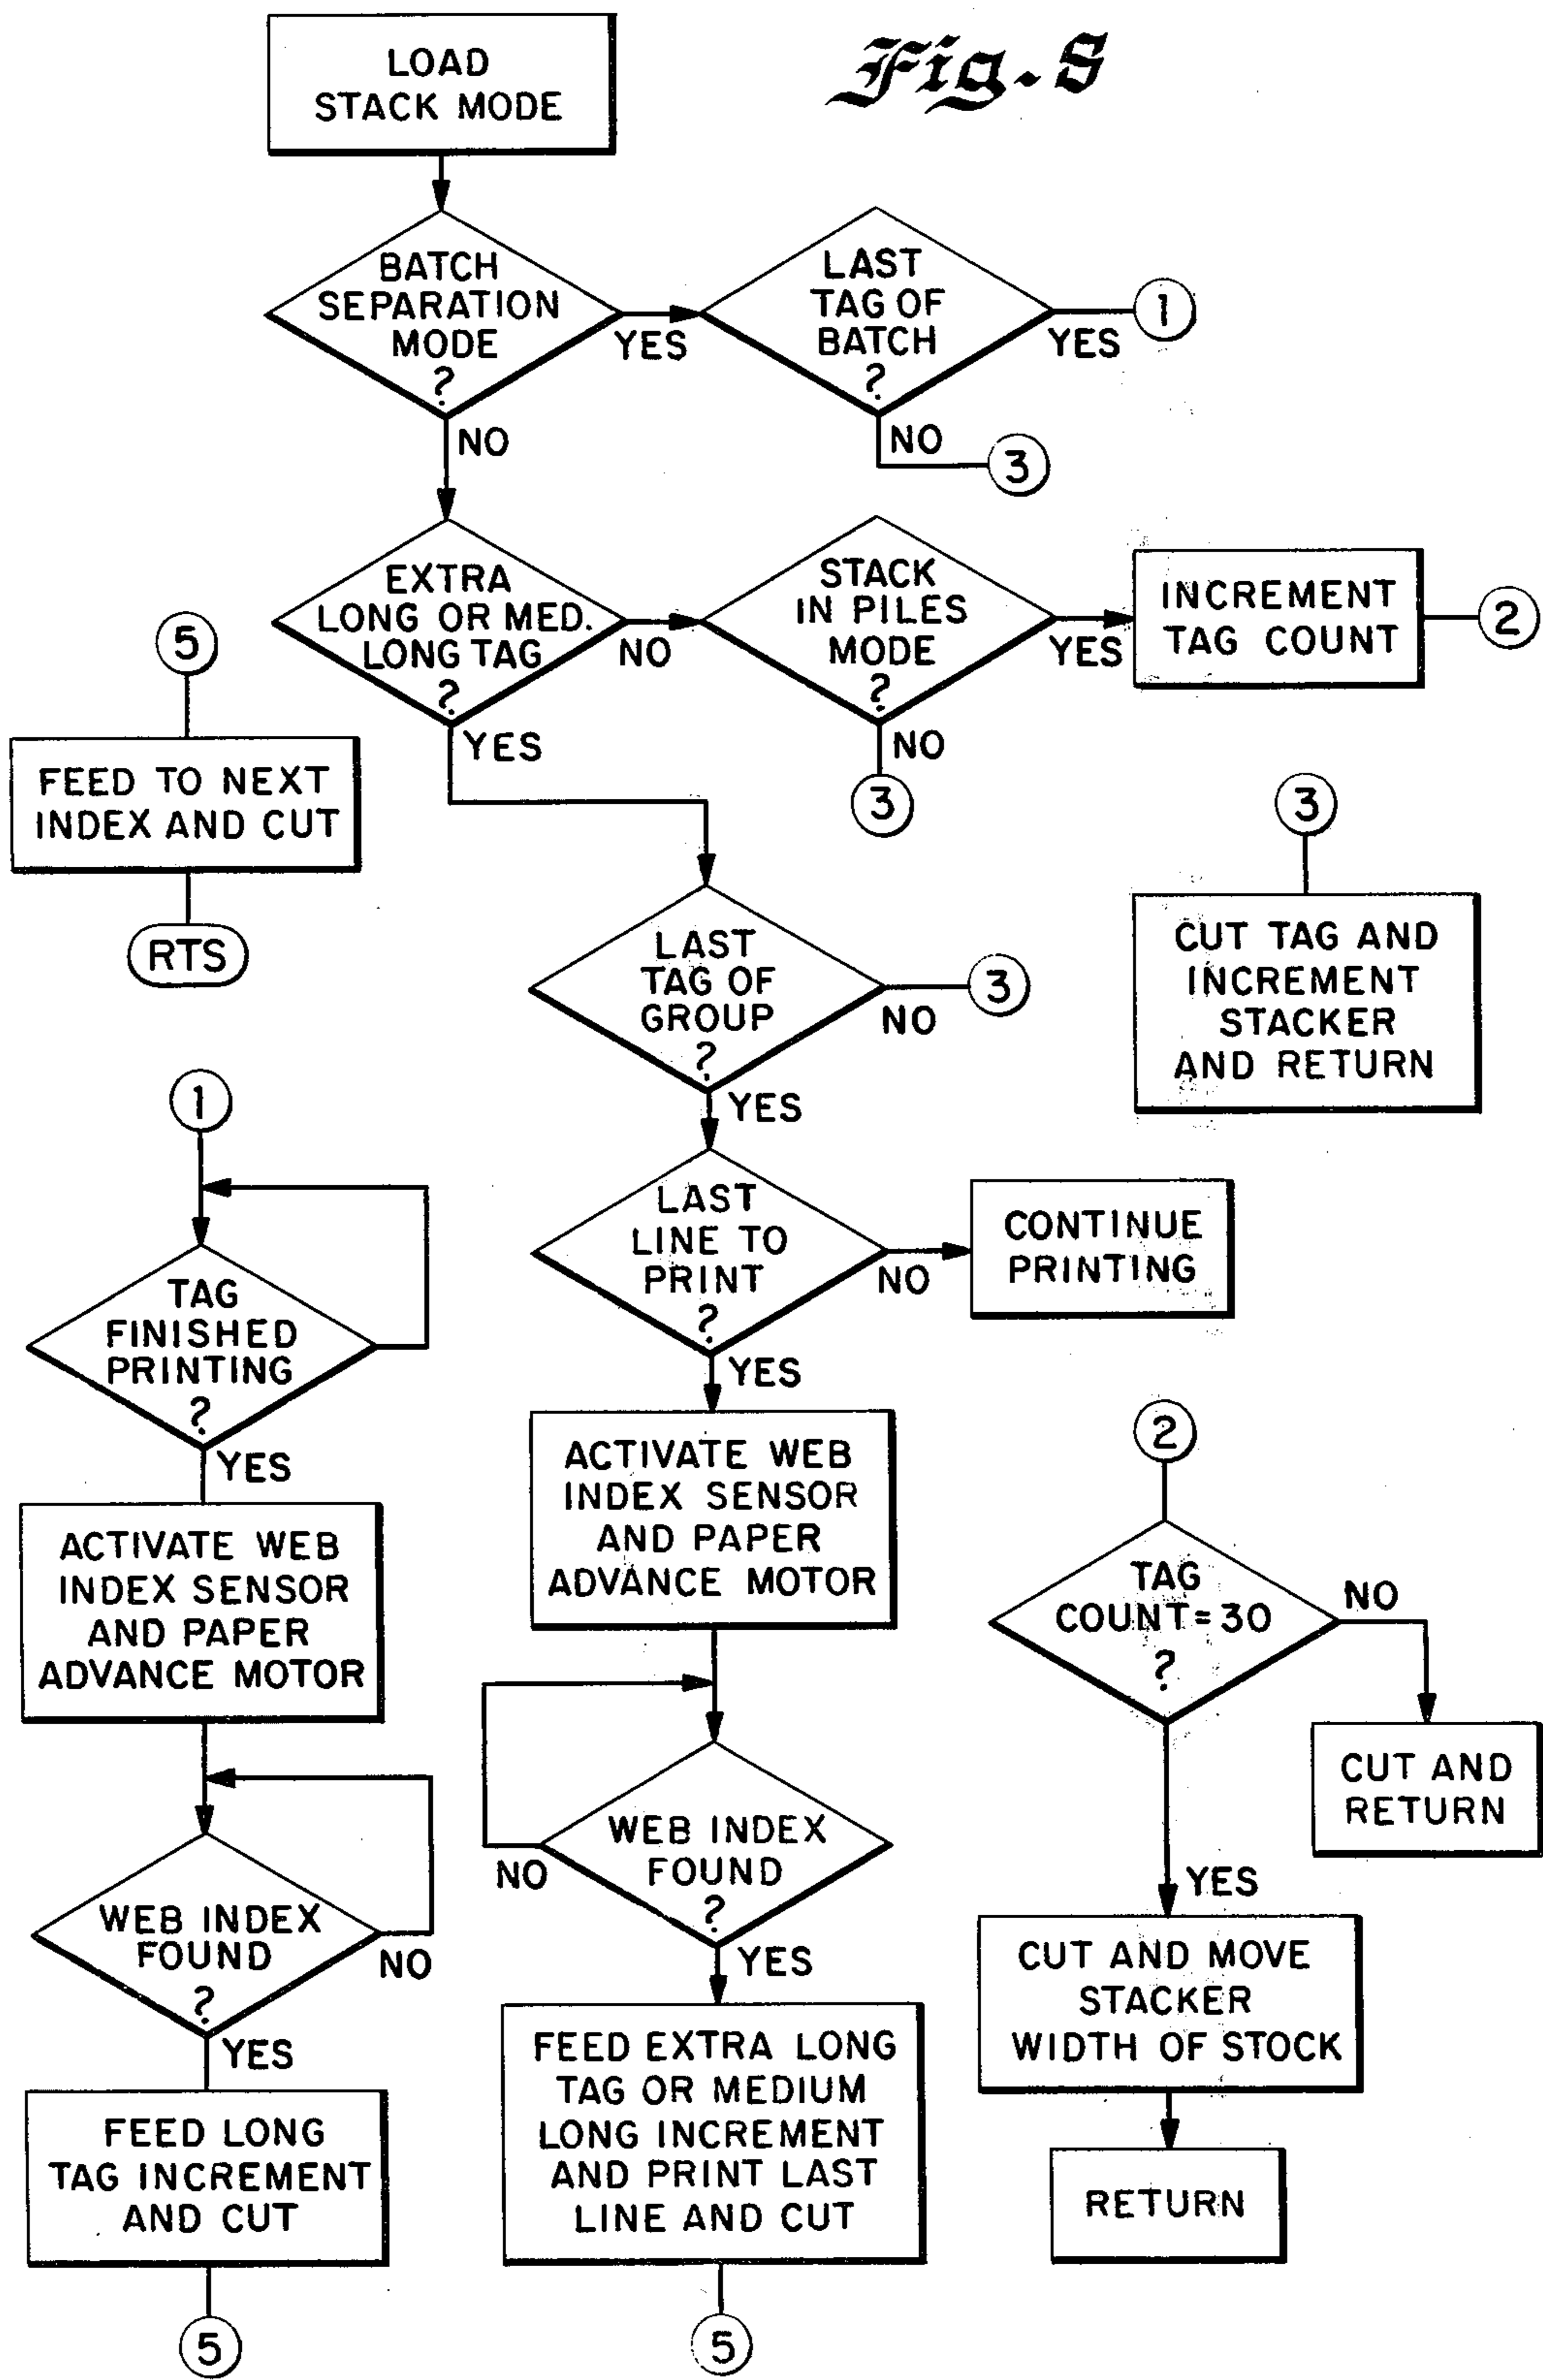 Fig. 8
LOAD
STACK MODE
BATCH
SEPARATION
MODE
?
YES
NO
LAST
TAG OF
BATCH
?
YES
1
NO
3
EXTRA
LONG OR MED.
LONG TAG
?
NO
YES
STACK
IN PILES
MODE
?
YES
NO
3
INCREMENT
TAG COUNT
2
5
FEED TO NEXT
INDEX AND CUT
RTS
LAST
TAG OF
GROUP
?
NO
3
YES
3
CUT TAG AND
INCREMENT
STACKER
AND RETURN
LAST
LINE TO
PRINT
?
NO
CONTINUE
PRINTING
YES
ACTIVATE WEB
INDEX SENSOR
AND PAPER
ADVANCE MOTOR
WEB INDEX
FOUND
?
NO
YES
FEED EXTRA LONG
TAG OR MEDIUM
LONG INCREMENT
AND PRINT LAST
LINE AND CUT
5
1
TAG
FINISHED
PRINTING
?
YES
ACTIVATE WEB
INDEX SENSOR
AND PAPER
ADVANCE MOTOR
WEB INDEX
FOUND
?
NO
YES
FEED LONG
TAG INCREMENT
AND CUT
5
2
TAG
COUNT=30
?
NO
CUT AND
RETURN
YES
CUT AND MOVE
STACKER
WIDTH OF STOCK
RETURN